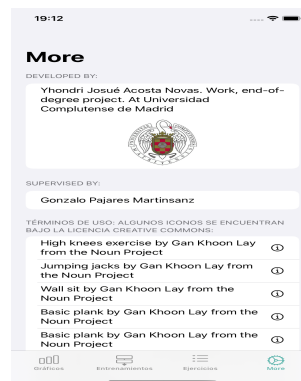 19:12
More
DEVELOPED BY:
Yhondri Josué Acosta Novas. Work, end-of-
degree project. At Universidad
Complutense de Madrid
SUPERVISED BY:
Gonzalo Pajares Martinsanz
TÉRMINOS DE USO: ALGUNOS ICONOS SE ENCUENTRAN
BAJO LA LICENCIA CREATIVE COMMONS:
High knees exercise by Gan Khoon Lay
from the Noun Project
Jumping jacks by Gan Khoon Lay from
the Noun Project
Wall sit by Gan Khoon Lay from the
Noun Project
Basic plank by Gan Khoon Lay from the
Noun Project
Basic plank by Gan Khoon Lay from the
Noun Project
Gráficos Entrenamientos Ejercicios More